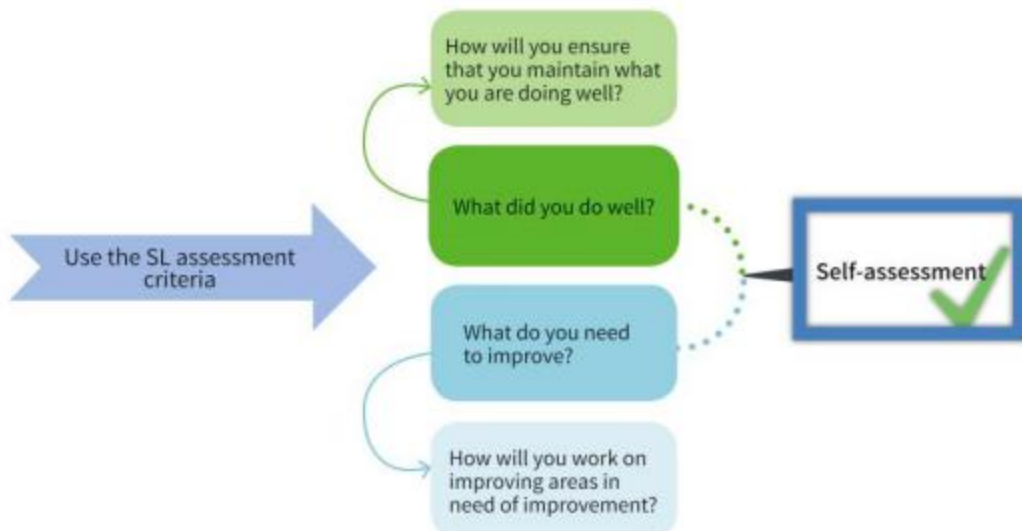 How will you ensure
that you maintain what
you are doing well?
What did you do well?
Use the SL assessment
criteria
Self-assessment
What do you need
to improve?
How will you work on
improving areas in
need of improvement?